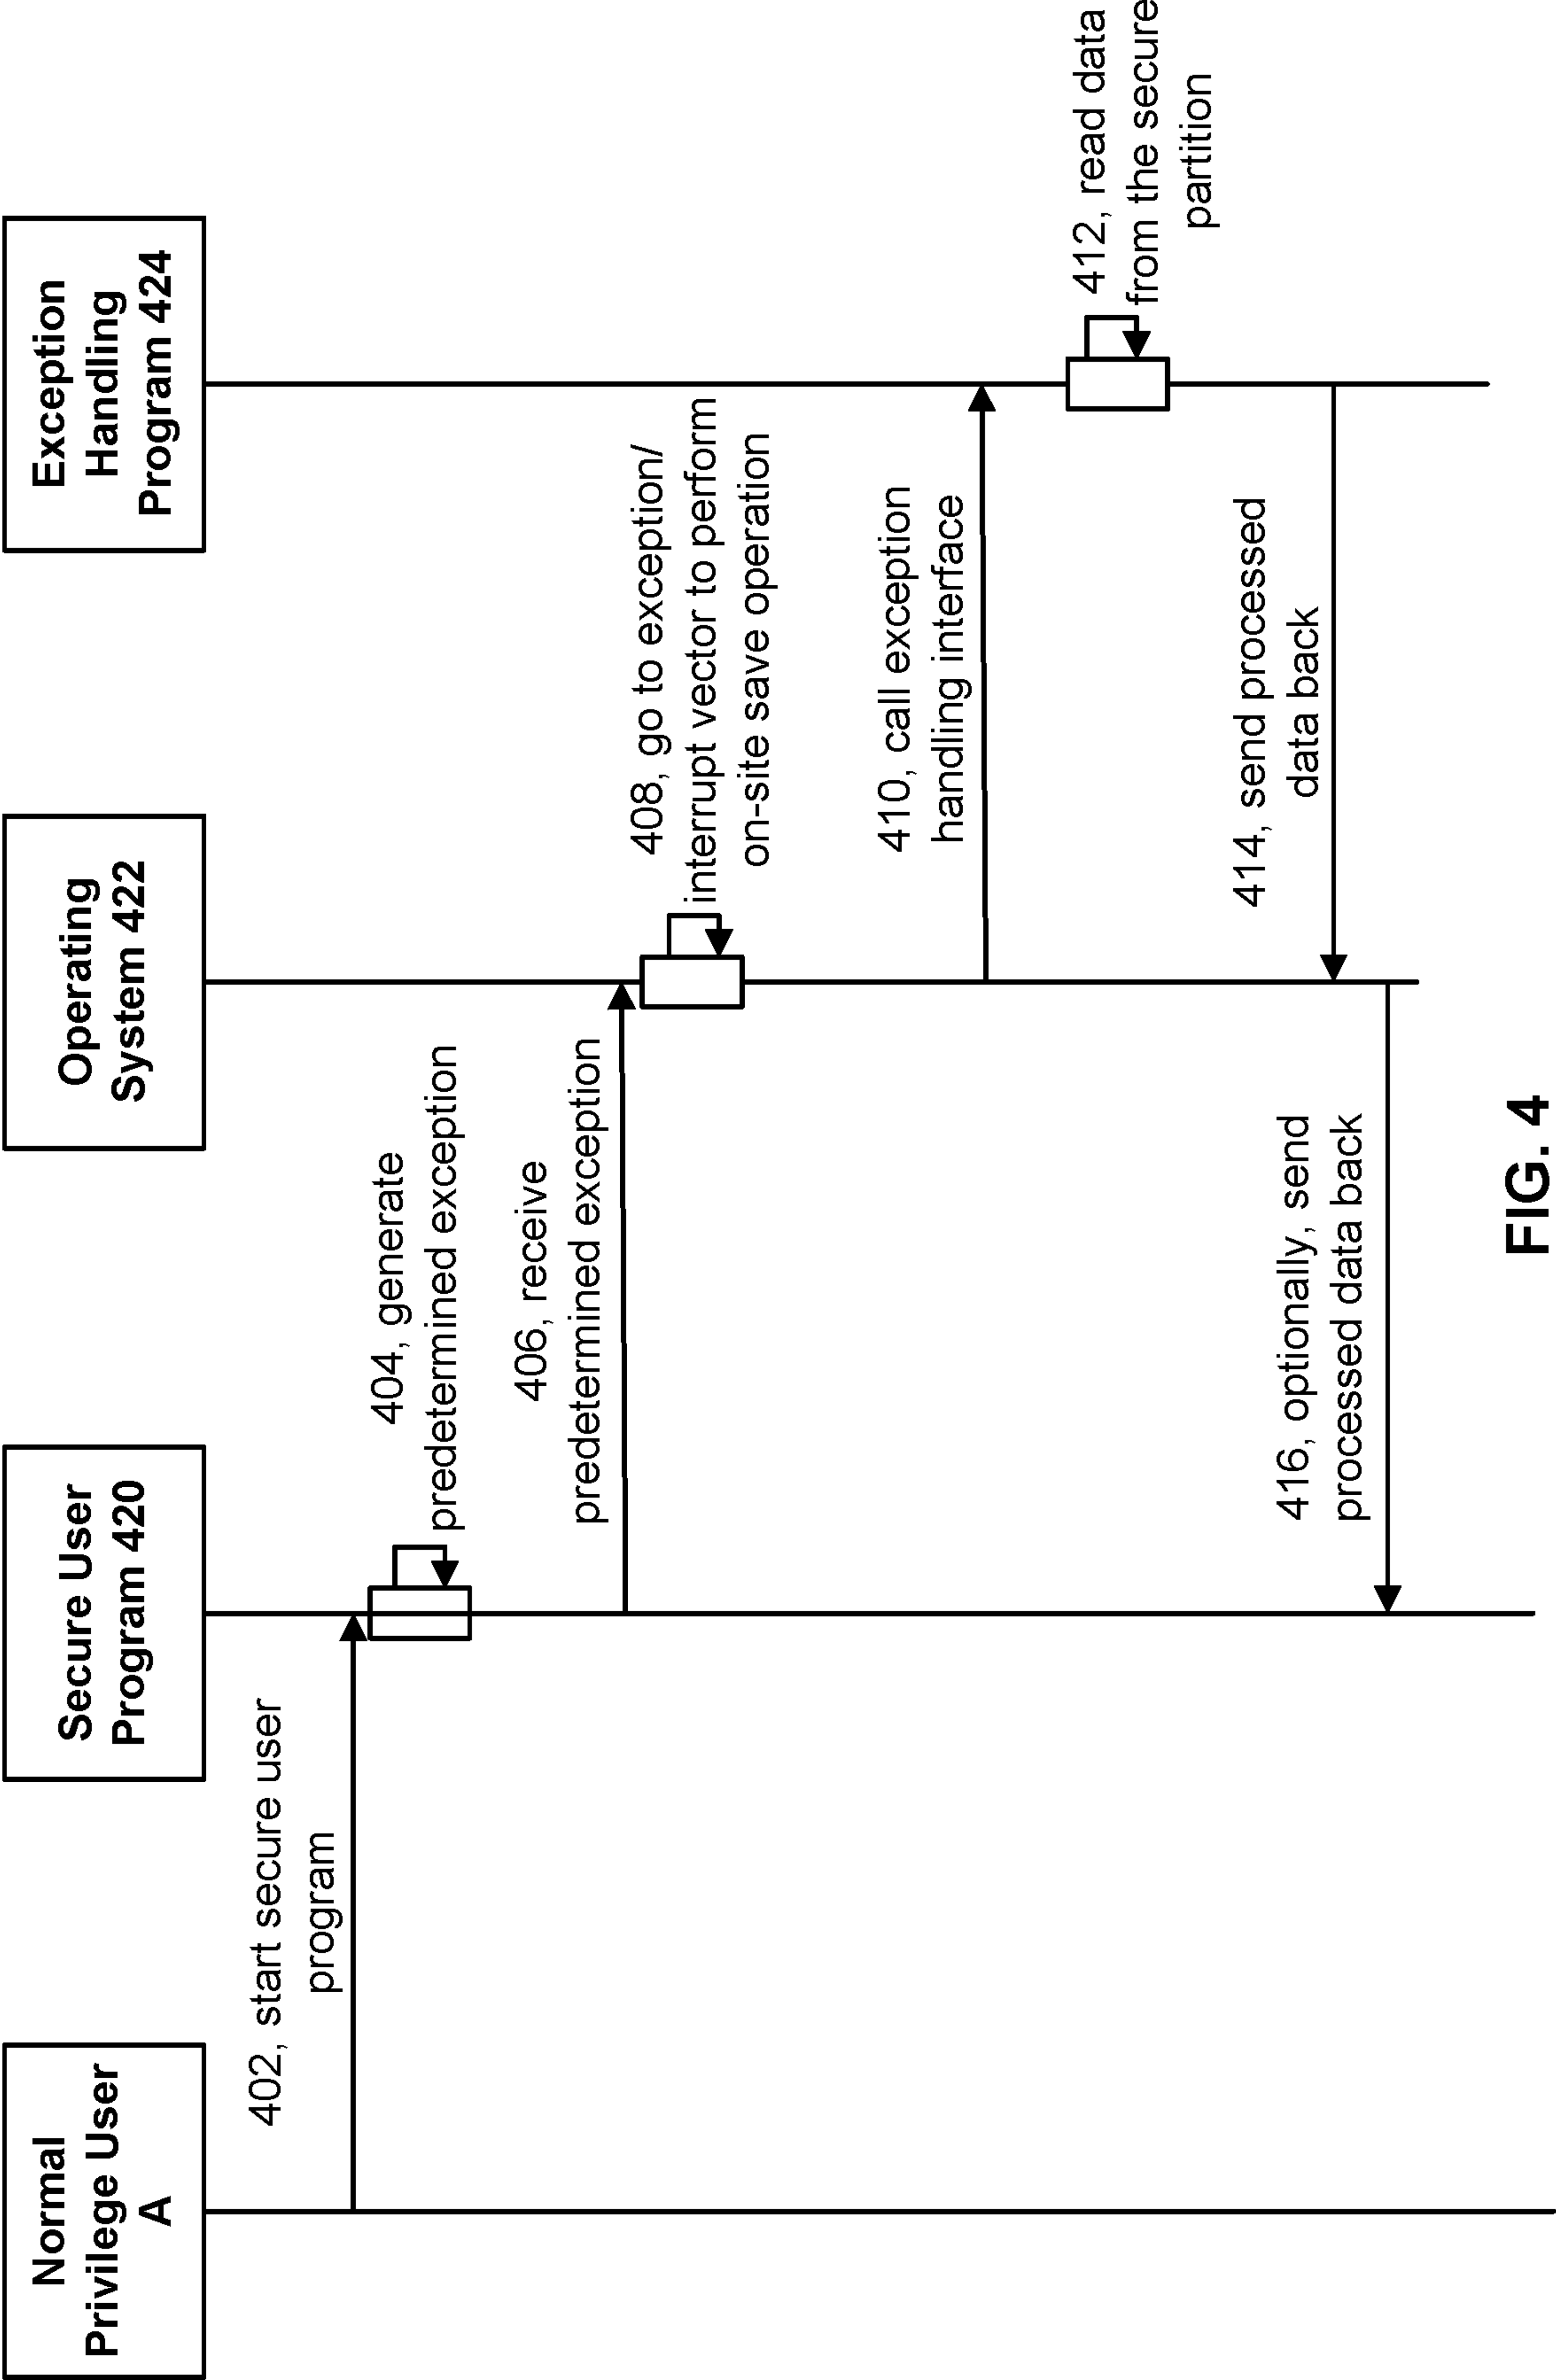 Normal
Privilege User
A
Secure User
Program 420
Operating
System 422
Exception
Handling
Program 424
402, start secure user
program
404, generate
predetermined exception
406, receive
predetermined exception
408, go to exception/
interrupt vector to perform
on-site save operation
410, call exception
handling interface
412, read data
from the secure
partition
414, send processed
data back
416, optionally, send
processed data back
FIG. 4